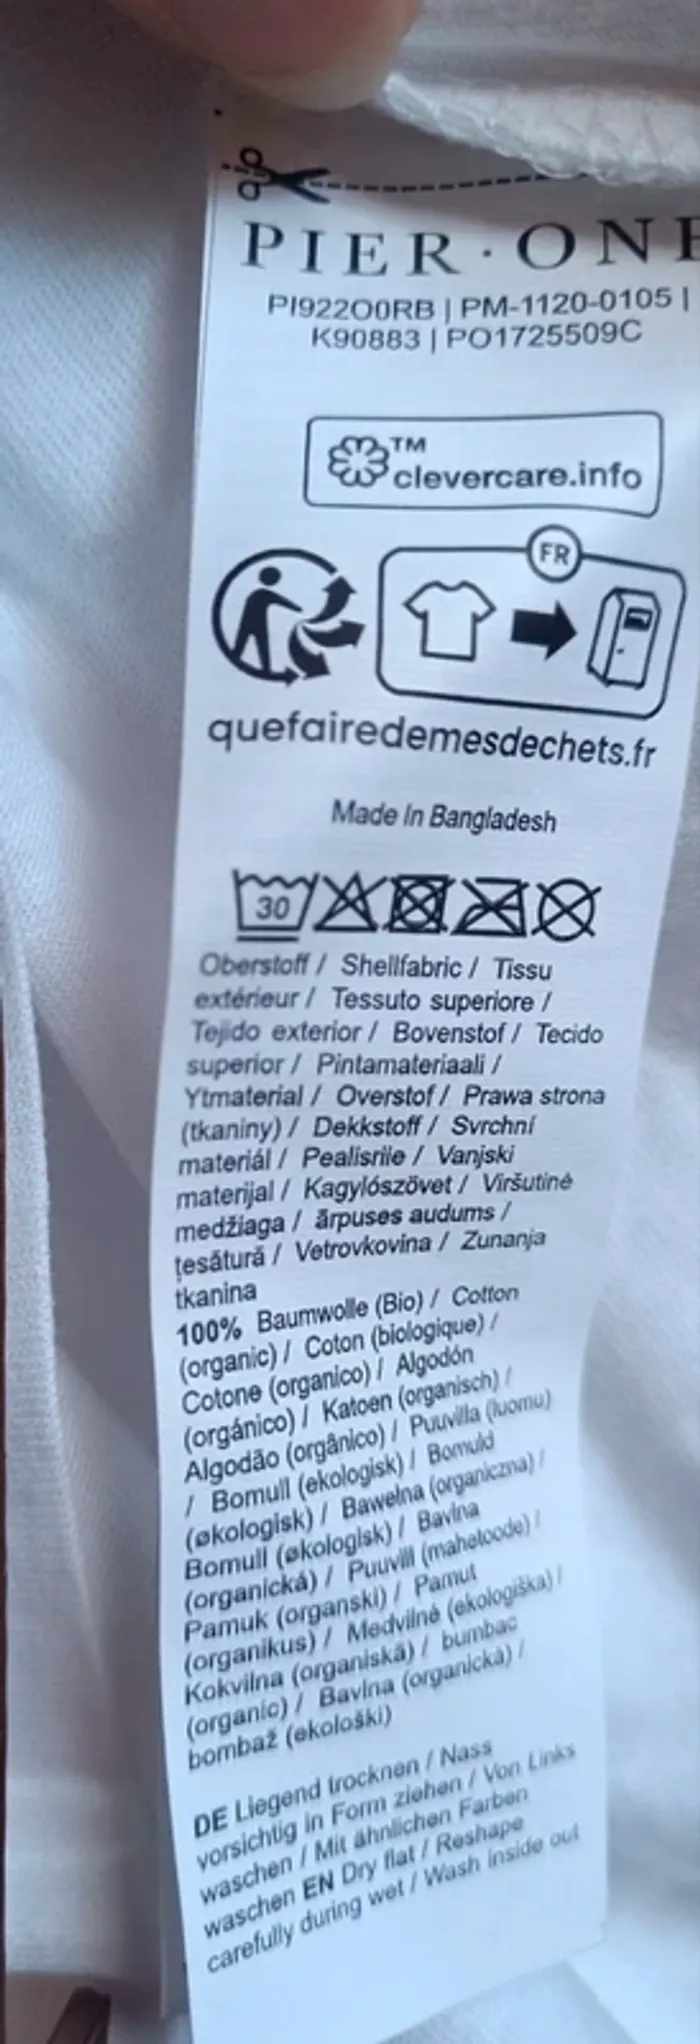 PIER · ONE
PI922O0RB | PM-1120-0105 |
K90883 | PO1725509C
TM
clevercare.info
FR
quefairedemesdechets.fr
Made In Bangladesh
30
Oberstoff / Shellfabric / Tissu
extérieur / Tessuto superiore /
Tejido exterior / Bovenstof / Tecido
superior / Pintamateriaali /
Ytmaterial / Overstof / Prawa strona
(tkaniny) / Dekkstoff / Svrchní
materiál / Pealisriie / Vanjski
materijal / Kagylószövet / Viršutinė
medžiaga / ārpuses audums /
țesătură / Vetrovkovina / Zunanja
tkanina
100% Baumwolle (Bio) / Cotton
(organic) / Coton (biologique) /
Cotone (organico) / Algodón
(orgánico) / Katoen (organisch) /
Algodão (orgânico) / Puuvilla (luomu)
/ Bomull (ekologisk) / Bomuld
(økologisk) / Bawełna (organiczna) /
Bomull (økologisk) / Bavlna
(organická) / Puuvill (mahetoode) /
Pamuk (organski) / Pamut
(organikus) / Medvilnė (ekologiška) /
Kokvilna (organiskā) / bumbac
(organic) / Bavlna (organická) /
bombaž (ekološki)
DE Liegend trocknen / Nass
vorsichtig in Form ziehen / Von Links
waschen / Mit ähnlichen Farben
waschen EN Dry flat / Reshape
carefully during wet / Wash inside out